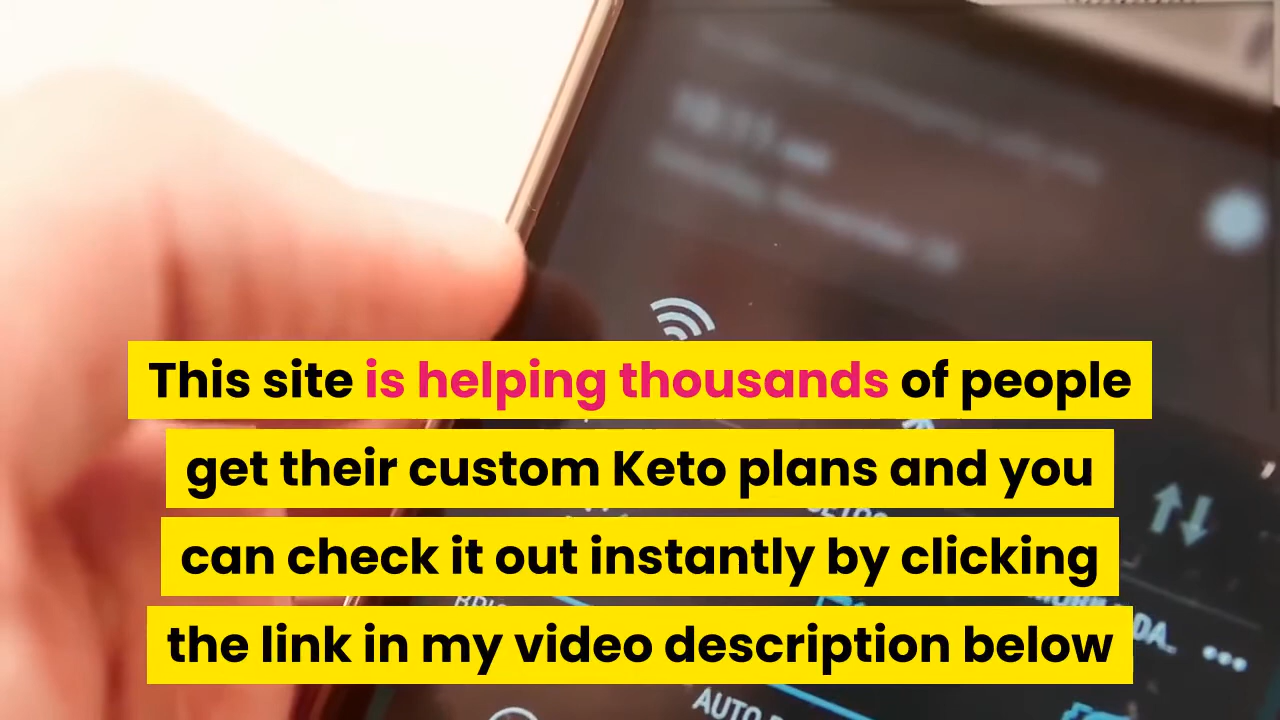 This site is helping thousands of people
get their custom Keto plans and you
can check it out instantly by clicking
the link in my video description below
AUTO